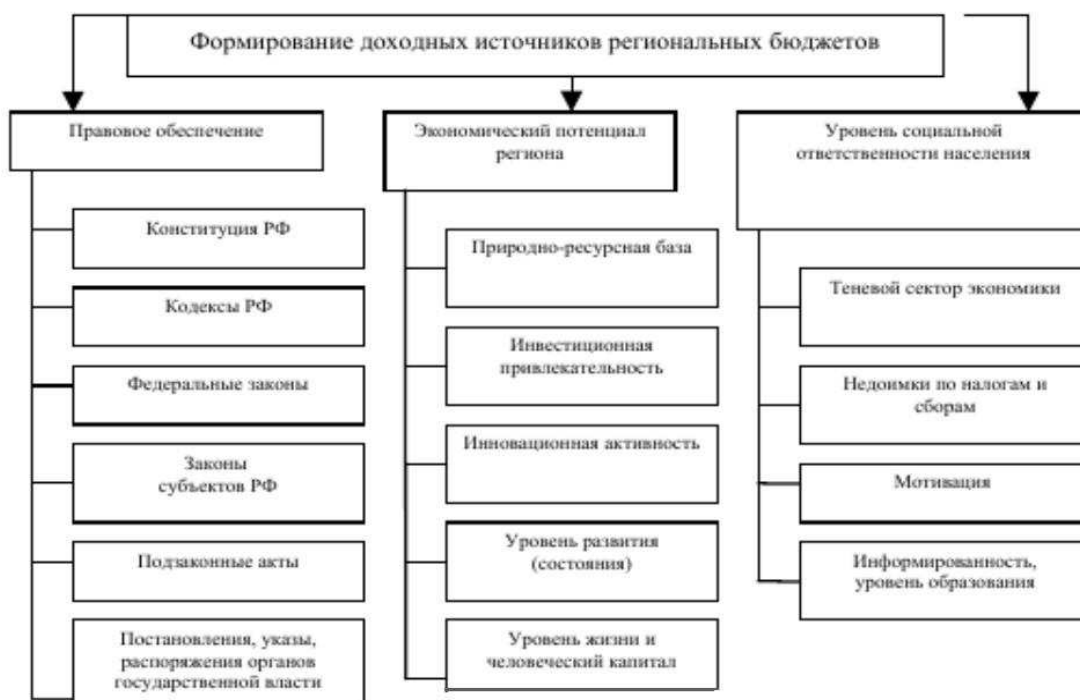 Формирование доходных источников региональных бюджетов
Правовое обеспечение
Конституция РФ
Кодексы РФ
Федеральные законы
Законы
субъектов РФ
Подзаконные акты
Постановления, указы,
распоряжения органов
государственной власти
Экономический потенциал
региона
Природно-ресурсная база
Инвестиционная
привлекательность
Инновационная активность
Уровень развития
(состояния)
Уровень жизни и
человеческий капитал
Уровень социальной
ответственности населения
Теневой сектор экономики
Недоимки по налогам и
сборам
Мотивация
Информированность,
уровень образования